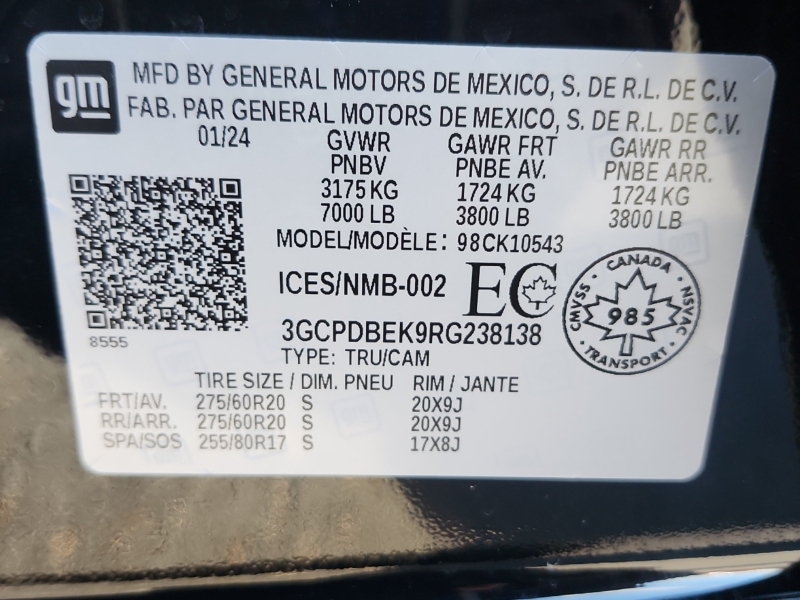 gm
MFD BY GENERAL MOTORS DE MEXICO, S. DE R.L. DE C.V.
FAB. PAR GENERAL MOTORS DE MEXICO, S. DE R.L. DE C.V.
01/24 GVWR GAWR FRT GAWR RR
PNBV PNBE AV. PNBE ARR.
3175 KG 1724 KG 1724 KG
7000 LB 3800 LB 3800 LB
MODEL/MODÈLE: 98CK10543
ICES/NMB-002 EC
CANADA
CMVSS 985 NSVAC
TRANSPORT
3GCPDBEK9RG238138
8555
TYPE: TRU/CAM
TIRE SIZE / DIM. PNEU RIM / JANTE
FRT/AV. 275/60R20 S 20X9J
RR/ARR. 275/60R20 S 20X9J
SPA/SOS 255/80R17 S 17X8J